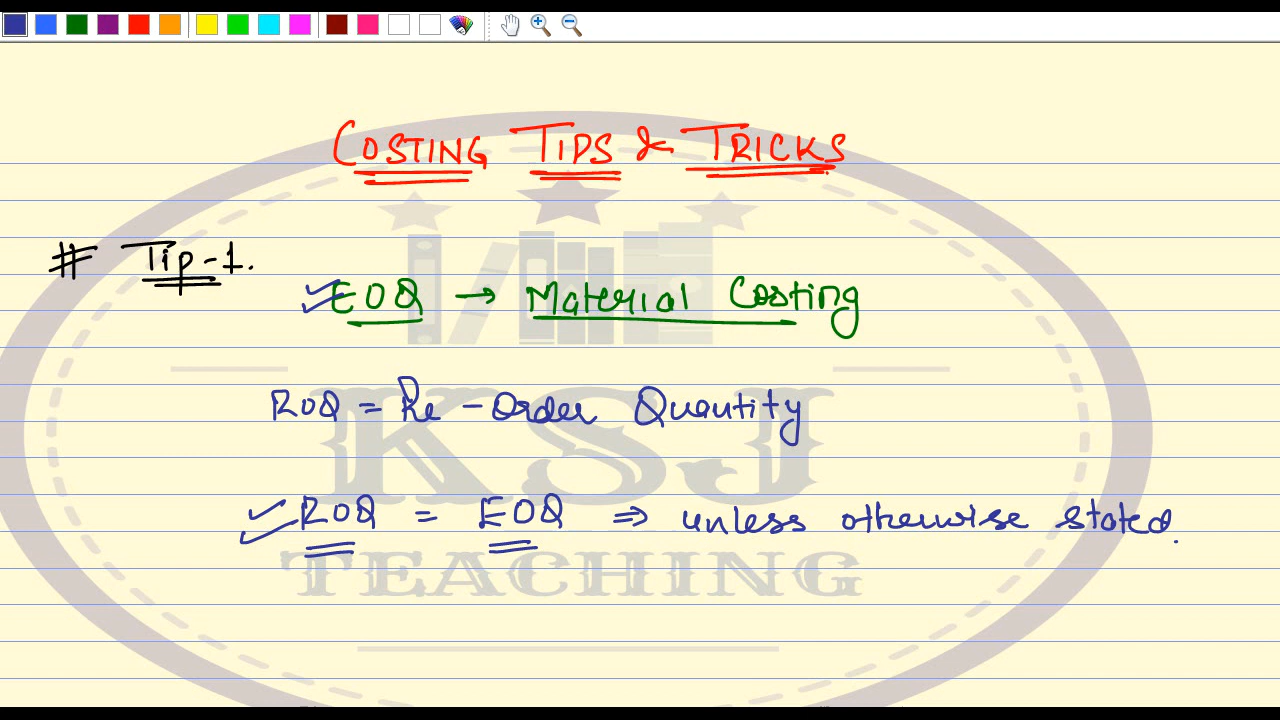 COSTING TIPS & TRICKS
# Tip-1.
EOQ → Material Costing
ROQ = Re-Order Quantity
ROQ = EOQ ⇒ unless otherwise stated.
KSJ
TEACHING